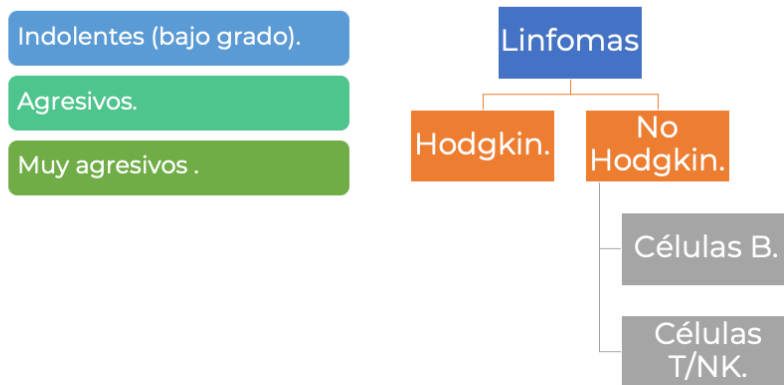 Indolentes (bajo grado).
Agresivos.
Muy agresivos .
Linfomas
Hodgkin.
No
Hodgkin.
Células B.
Células
T/NK.